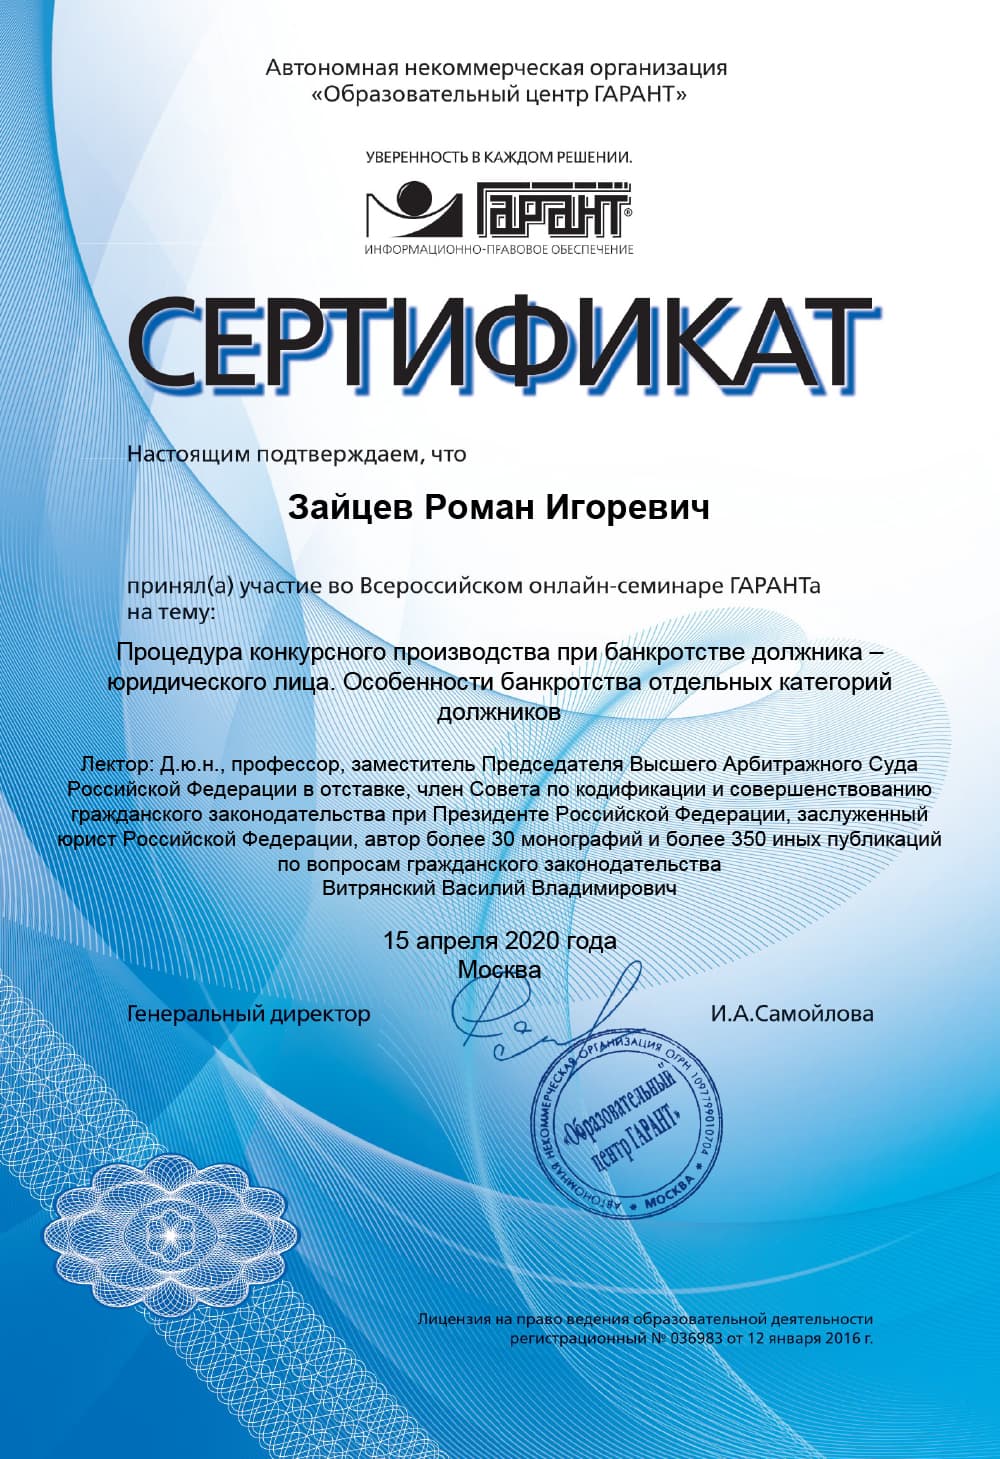 Автономная некоммерческая организация
«Образовательный центр ГАРАНТ»
УВЕРЕННОСТЬ В КАЖДОМ РЕШЕНИИ.
ГАРАНТ®
ИНФОРМАЦИОННО-ПРАВОВОЕ ОБЕСПЕЧЕНИЕ
СЕРТИФИКАТ
Настоящим подтверждаем, что
Зайцев Роман Игоревич
принял(а) участие во Всероссийском онлайн-семинаре ГАРАНТа
на тему:
Процедура конкурсного производства при банкротстве должника –
юридического лица. Особенности банкротства отдельных категорий
должников
Лектор: Д.ю.н., профессор, заместитель Председателя Высшего Арбитражного Суда
Российской Федерации в отставке, член Совета по кодификации и совершенствованию
гражданского законодательства при Президенте Российской Федерации, заслуженный
юрист Российской Федерации, автор более 30 монографий и более 350 иных публикаций
по вопросам гражданского законодательства
Витрянский Василий Владимирович
15 апреля 2020 года
Москва
Генеральный директор И.А.Самойлова
АВТОНОМНАЯ НЕКОММЕРЧЕСКАЯ ОРГАНИЗАЦИЯ ОГРН 1097799010704 * МОСКВА *
«Образовательный
центр ГАРАНТ»
Лицензия на право ведения образовательной деятельности
регистрационный № 036983 от 12 января 2016 г.